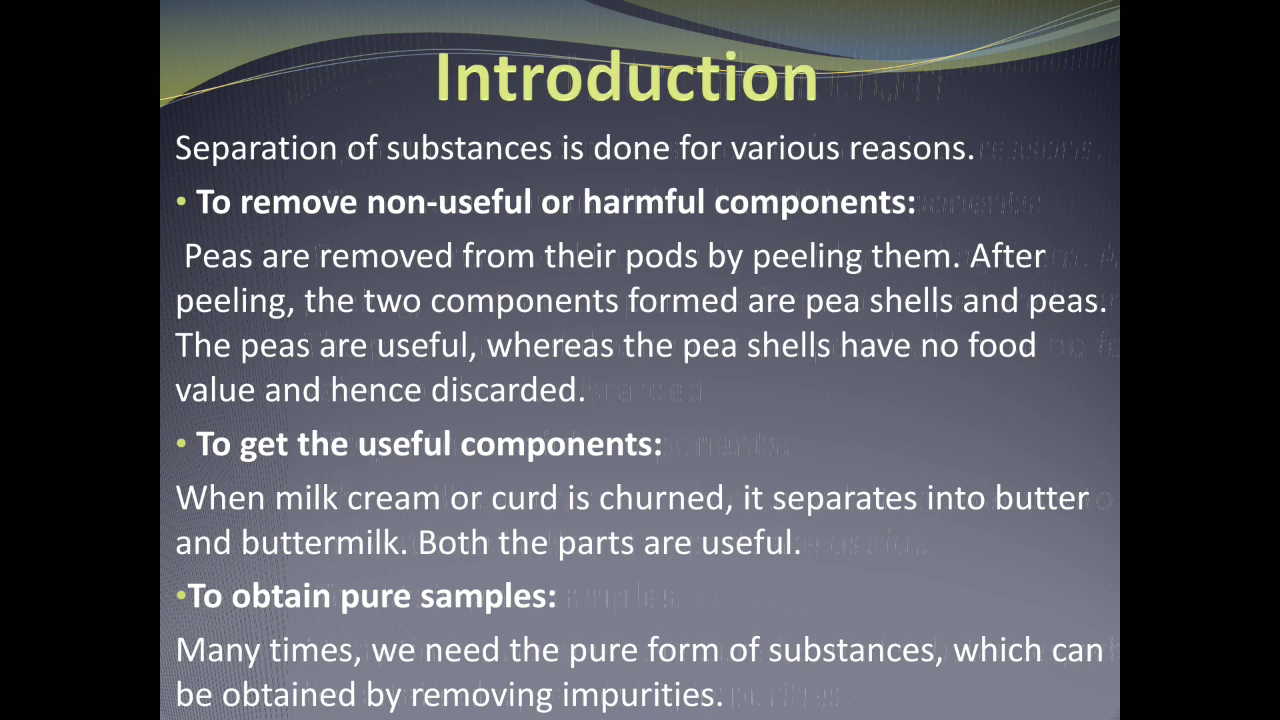 Introduction
Separation of substances is done for various reasons.
• To remove non-useful or harmful components:
Peas are removed from their pods by peeling them. After
peeling, the two components formed are pea shells and peas.
The peas are useful, whereas the pea shells have no food
value and hence discarded.
• To get the useful components:
When milk cream or curd is churned, it separates into butter
and buttermilk. Both the parts are useful.
•To obtain pure samples:
Many times, we need the pure form of substances, which can
be obtained by removing impurities.